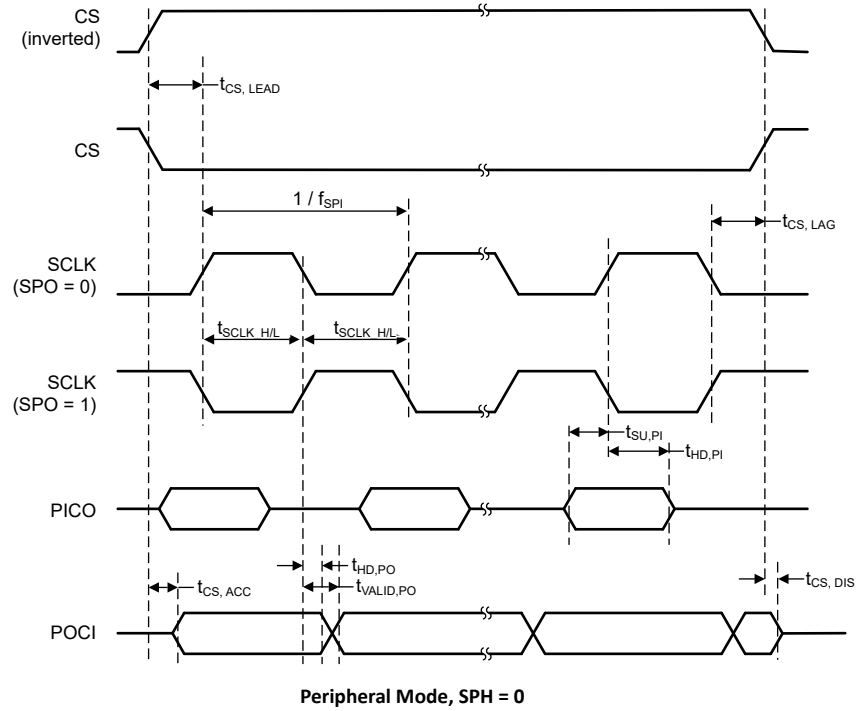 CS
(inverted)
tCS, LEAD
CS
1 / fSPI
tCS, LAG
SCLK
(SPO = 0)
tSCLK_H/L
tSCLK_H/L
SCLK
(SPO = 1)
tSU,PI
tHD,PI
PICO
tHD,PO
tVALID,PO
tCS, ACC
tCS, DIS
POCI
Peripheral Mode, SPH = 0